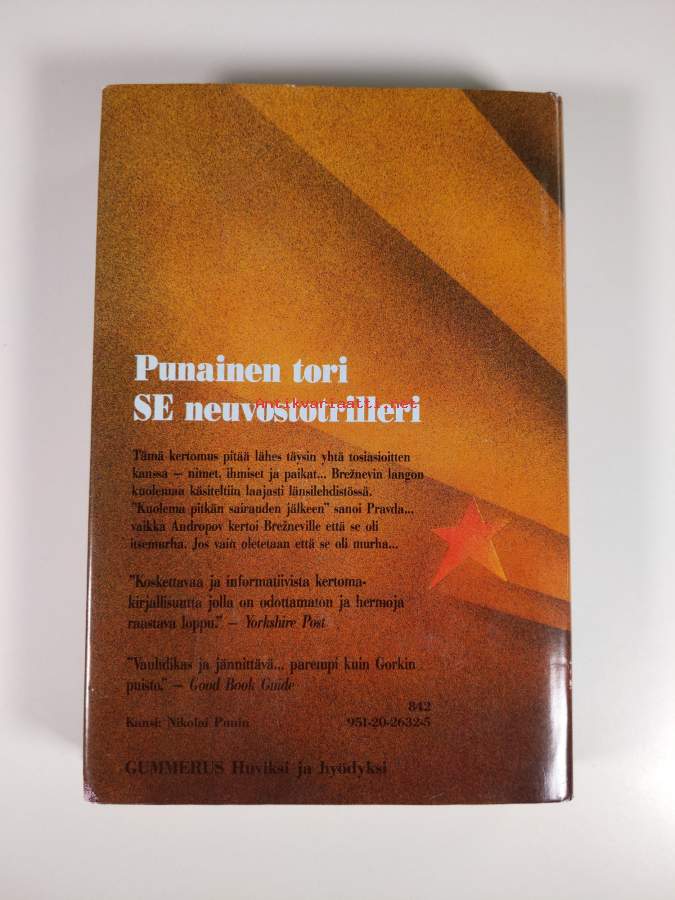 Punainen tori
SE neuvostotrilleri
Antikvariaatti.net
Tämä kertomus pitää lähes täysin yhtä tosiasioitten
kanssa – nimet, ihmiset ja paikat... Brežnevin langon
kuolemaa käsiteltiin laajasti länsilehdistössä.
"Kuolema pitkän sairauden jälkeen" sanoi Pravda...
vaikka Andropov kertoi Brežneville että se oli
itsemurha. Jos vain oletetaan että se oli murha...
"Koskettavaa ja informatiivista kertoma-
kirjallisuutta jolla on odottamaton ja hermoja
raastava loppu." – Yorkshire Post
"Vauhdikas ja jännittävä... parempi kuin Gorkin
puisto." – Good Book Guide
842
Kansi: Nikolai Punin 951-20-2632-5
GUMMERUS Huviksi ja hyödyksi